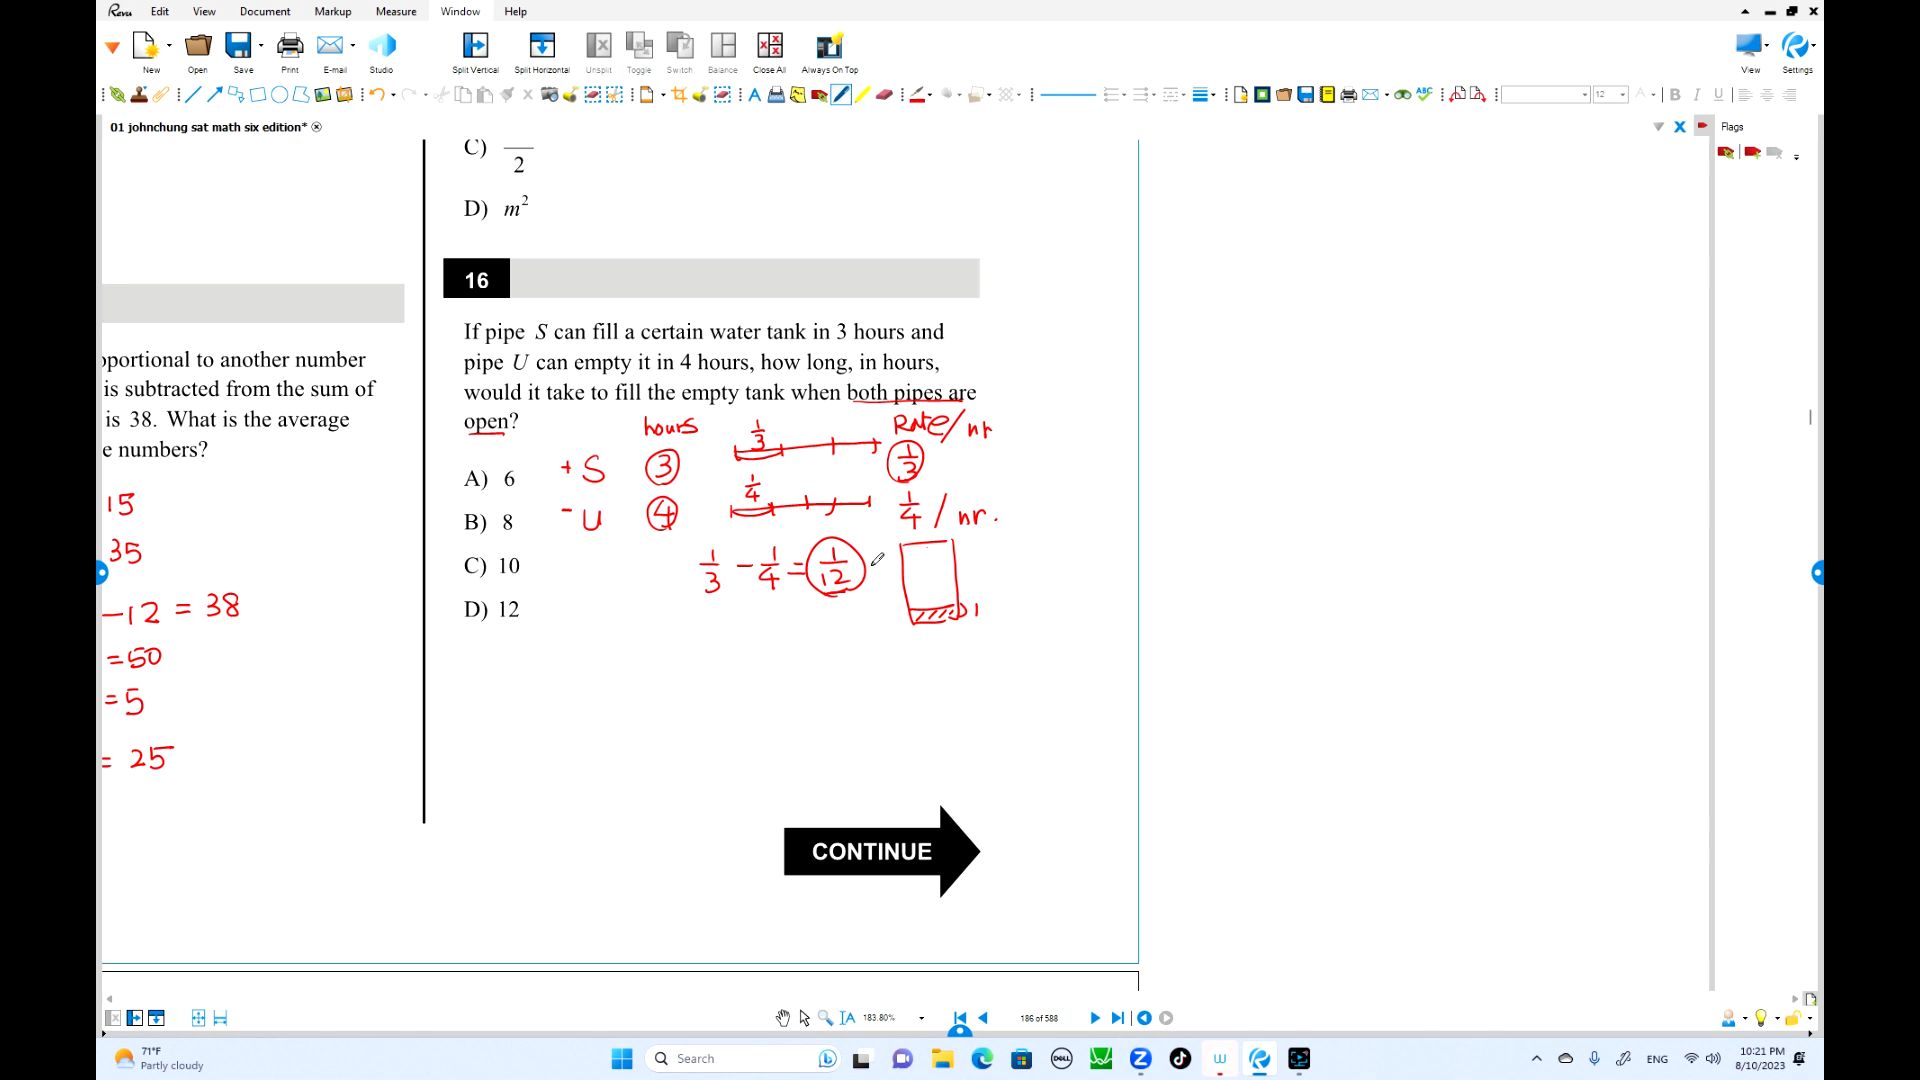 Revu Edit View Document Markup Measure Window Help
New Open Save Print E-mail Studio Split Vertical Split Horizontal Unsplit Toggle Switch Balance Close All Always On Top View Settings
12
01 johnchung sat math six edition*
Flags
C) 2
D) m²
16
If pipe S can fill a certain water tank in 3 hours and
pipe U can empty it in 4 hours, how long, in hours,
would it take to fill the empty tank when both pipes are
open?
A) 6
B) 8
C) 10
D) 12
hours Rate/hr
+ S 3 1/3 1/3
- U 4 1/4 1/4 / hr.
1/3 - 1/4 = 1/12
1
oportional to another number
is subtracted from the sum of
is 38. What is the average
e numbers?
15
35
-12 = 38
=50
=5
= 25
CONTINUE
183.80%
186 of 588
71°F
Partly cloudy
Search
DELL
ENG
10:21 PM
8/10/2023